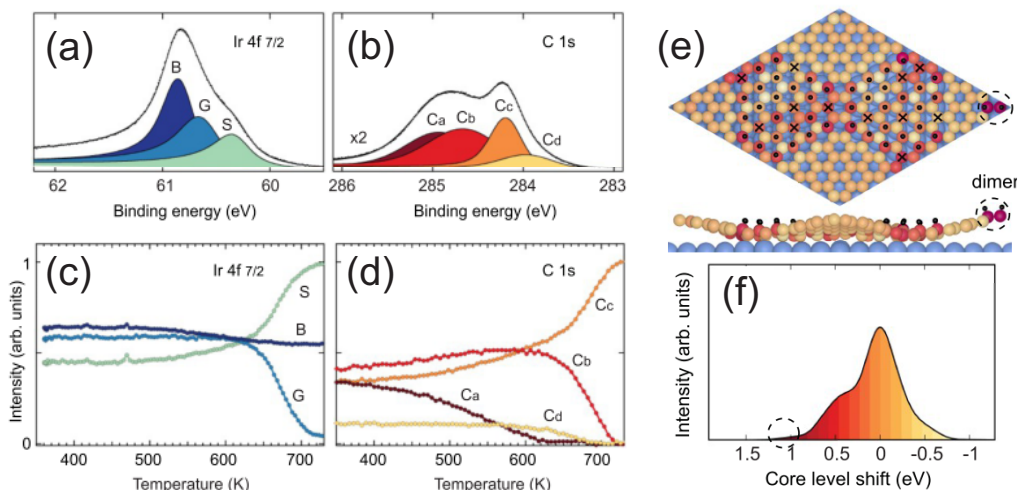 (a)
Ir 4f 7/2
B
G
S
62
61
60
Binding energy (eV)
(b)
C 1s
x2
Ca
Cb
Cc
Cd
286
285
284
283
Binding energy (eV)
(c)
Ir 4f 7/2
S
B
G
1
0
Intensity (arb. units)
400
500
600
700
Temperature (K)
(d)
C 1s
Cc
Cb
Ca
Cd
400
500
600
700
Temperature (K)
(e)
dimer
(f)
Intensity (arb. units)
1.5
1
0.5
0
-0.5
-1
Core level shift (eV)